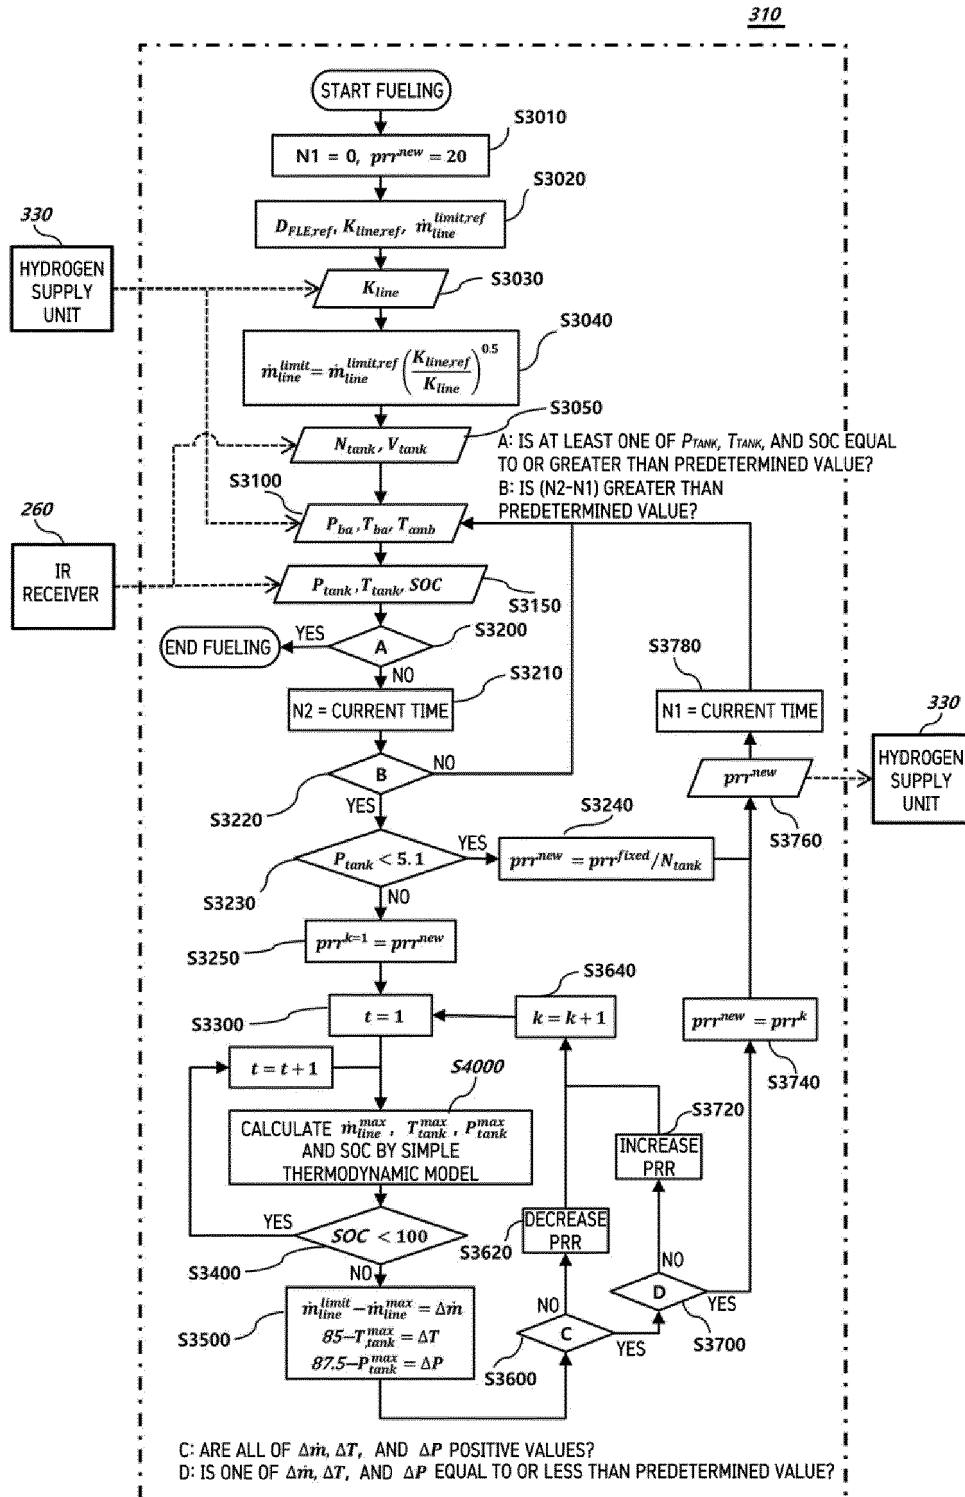 310
START FUELING
S3010
N1 = 0, prr^new = 20
S3020
D_FLE,ref, K_line,ref, ṁ_line^limit,ref
330
HYDROGEN
SUPPLY
UNIT
S3030
K_line
S3040
ṁ_line^limit = ṁ_line^limit,ref (K_line,ref / K_line)^0.5
S3050
N_tank, V_tank
A: IS AT LEAST ONE OF P_TANK, T_TANK, AND SOC EQUAL
TO OR GREATER THAN PREDETERMINED VALUE?
B: IS (N2-N1) GREATER THAN
PREDETERMINED VALUE?
S3100
P_ba, T_ba, T_amb
260
IR
RECEIVER
P_tank, T_tank, SOC
S3150
S3200
YES
END FUELING
A
NO
S3210
N2 = CURRENT TIME
S3780
N1 = CURRENT TIME
330
HYDROGEN
SUPPLY
UNIT
B
NO
YES
S3220
prr^new
S3760
S3240
P_tank < 5.1
YES
prr^new = prr^fixed/N_tank
S3230
NO
prr^k=1 = prr^new
S3250
S3640
S3300
t = 1
k = k + 1
prr^new = prr^k
S3740
t = t + 1
S4000
CALCULATE ṁ_line^max, T_tank^max, P_tank^max
AND SOC BY SIMPLE
THERMODYNAMIC MODEL
S3720
INCREASE
PRR
YES
SOC < 100
S3400
NO
DECREASE
PRR
S3620
NO
D
YES
S3700
NO
C
YES
S3600
S3500
ṁ_line^limit − ṁ_line^max = Δṁ
85−T_,tank^max = ΔT
87.5−P_tank^max = ΔP
C: ARE ALL OF Δṁ, ΔT, AND ΔP POSITIVE VALUES?
D: IS ONE OF Δṁ, ΔT, AND ΔP EQUAL TO OR LESS THAN PREDETERMINED VALUE?